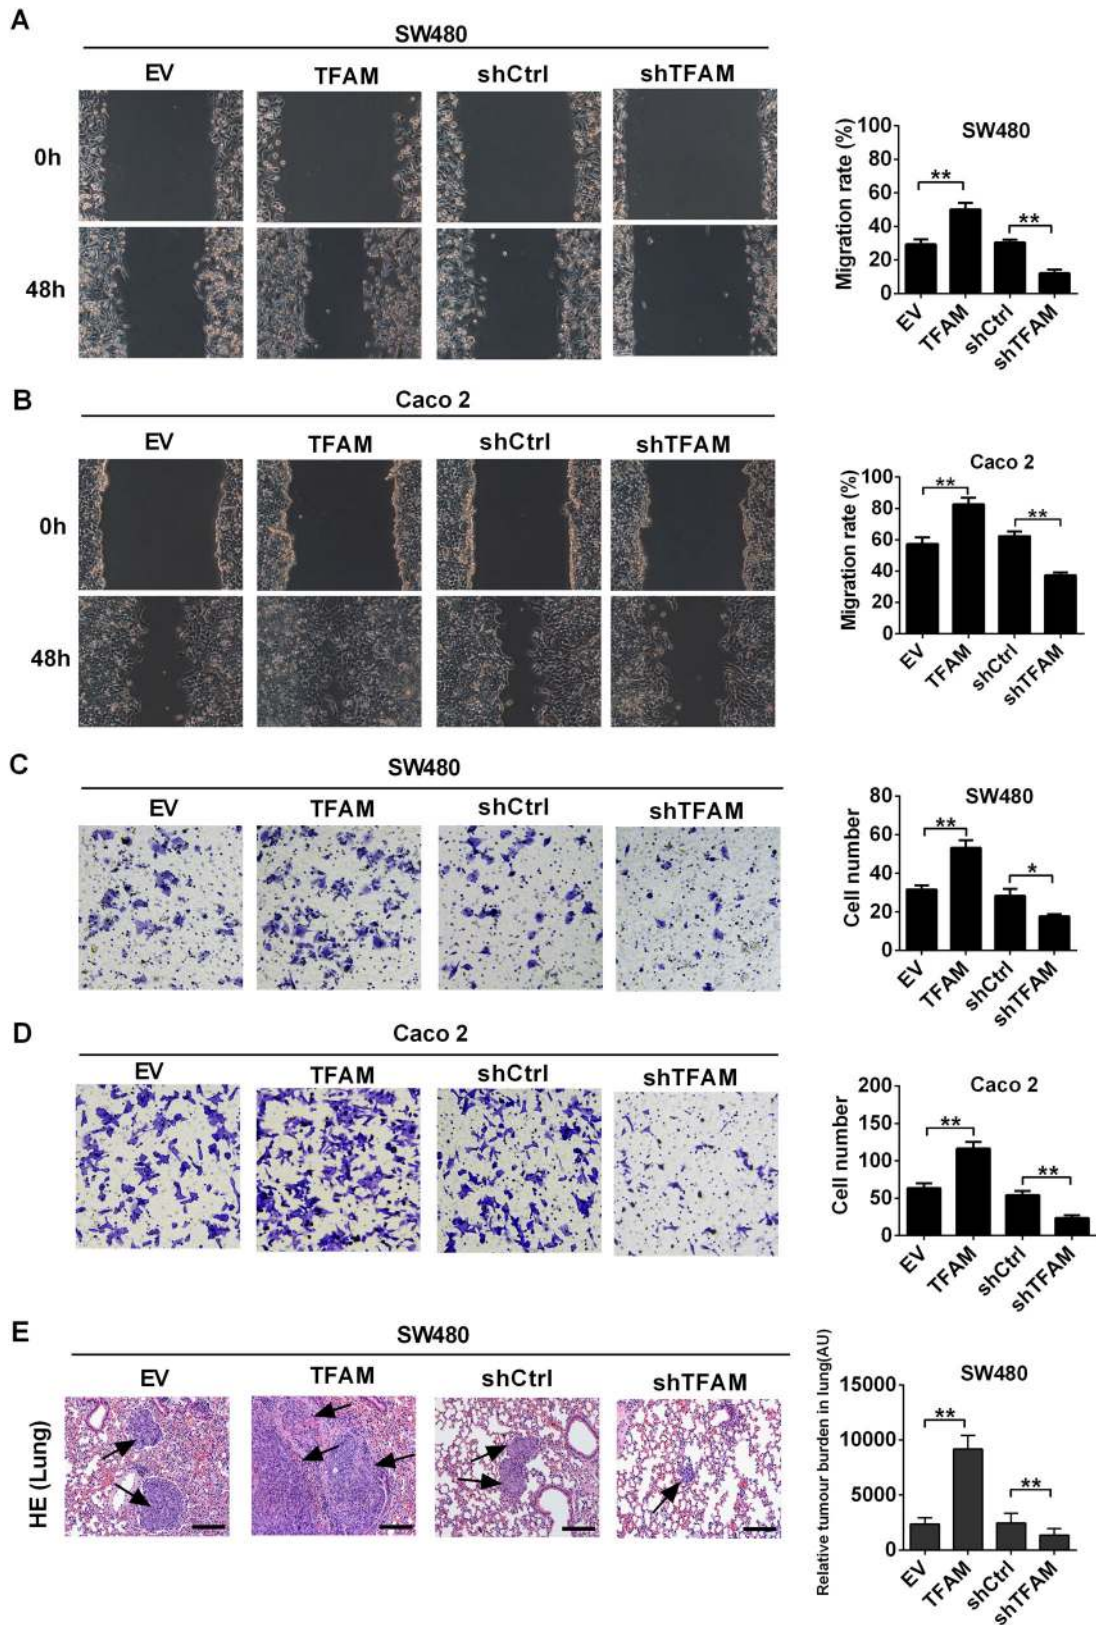 A
SW480
EV TFAM shCtrl shTFAM
0h
48h
SW480
Migration rate (%)
100
80
60
40
20
0
**
**
EV TFAM shCtrl shTFAM
B
Caco 2
EV TFAM shCtrl shTFAM
0h
48h
Caco 2
Migration rate (%)
100
80
60
40
20
0
**
**
EV TFAM shCtrl shTFAM
C
SW480
EV TFAM shCtrl shTFAM
SW480
Cell number
80
60
40
20
0
**
*
EV TFAM shCtrl shTFAM
D
Caco 2
EV TFAM shCtrl shTFAM
Caco 2
Cell number
200
150
100
50
0
**
**
EV TFAM shCtrl shTFAM
E
SW480
EV TFAM shCtrl shTFAM
HE (Lung)
SW480
Relative tumour burden in lung(AU)
15000
10000
5000
0
**
**
EV TFAM shCtrl shTFAM